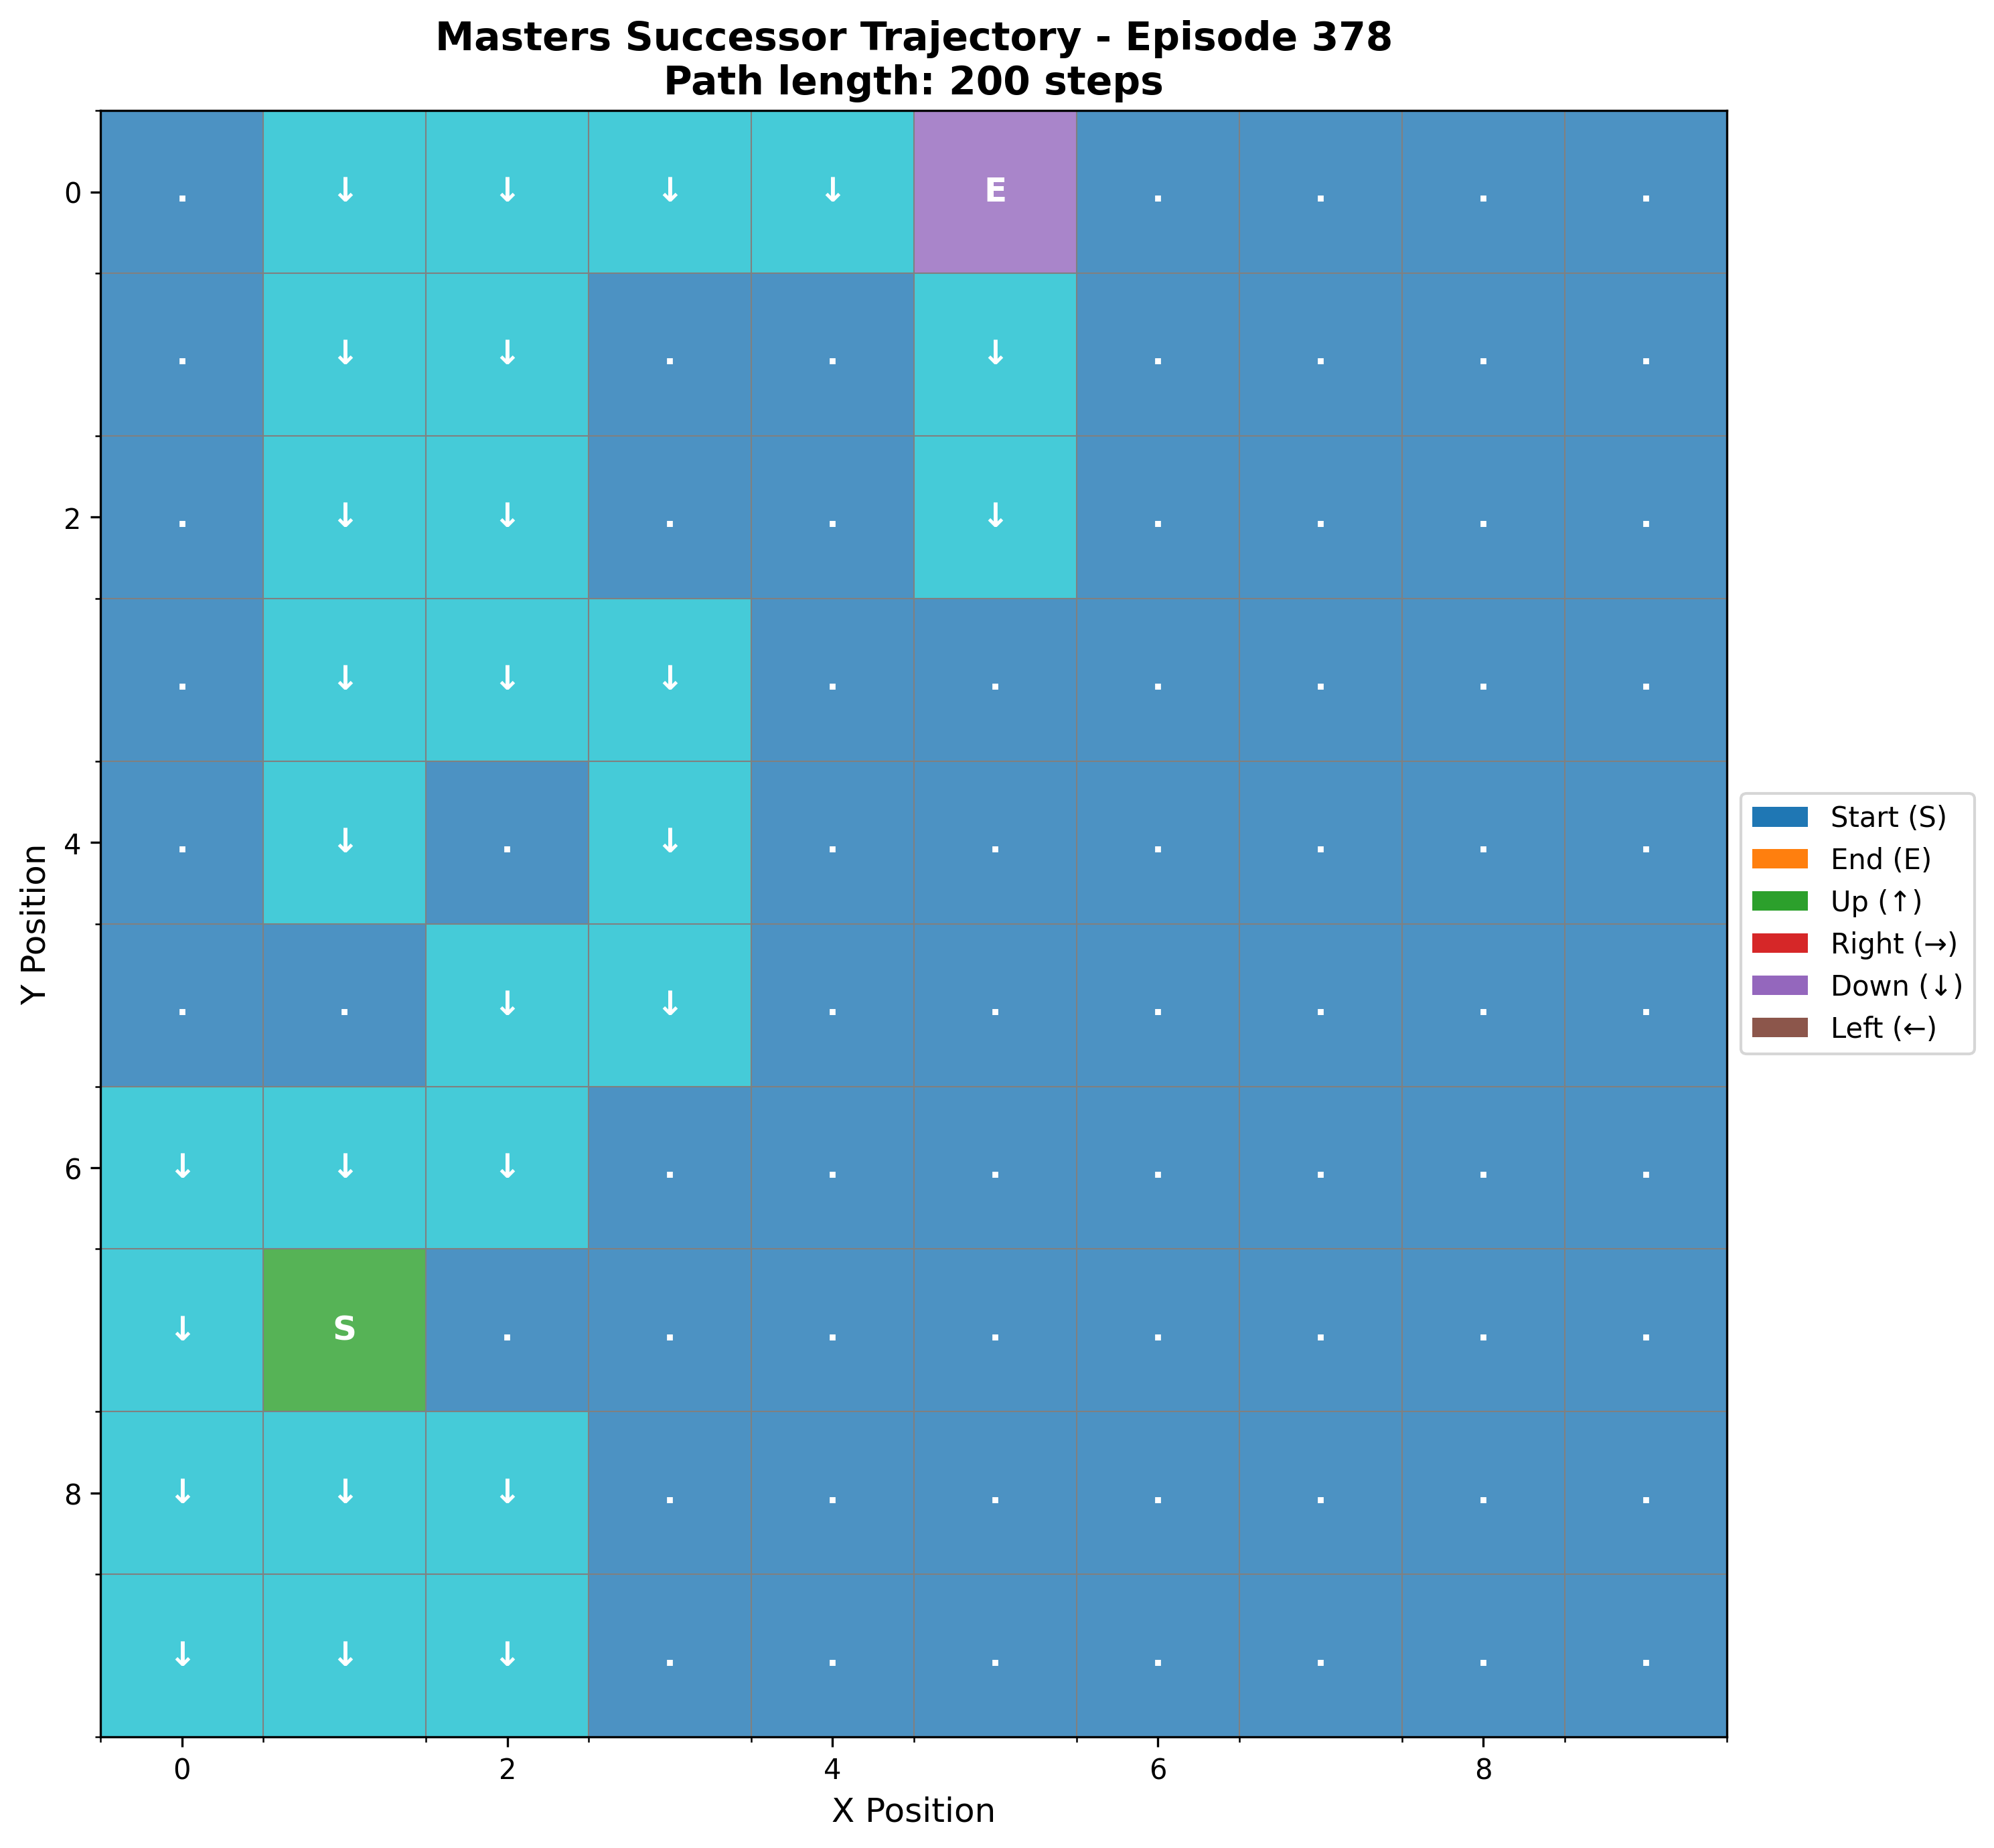 Masters Successor Trajectory - Episode 378
Path length: 200 steps
0 . ↓ ↓ ↓ ↓ E . . . .
. ↓ ↓ . . ↓ . . . .
2 . ↓ ↓ . . ↓ . . . .
. ↓ ↓ ↓ . . . . . .
4 . ↓ . ↓ . . . . . .
. . ↓ ↓ . . . . . .
6 ↓ ↓ ↓ . . . . . . .
↓ S . . . . . . . .
8 ↓ ↓ ↓ . . . . . . .
↓ ↓ ↓ . . . . . . .
0 2 4 6 8
X Position
Y Position
Start (S)
End (E)
Up (↑)
Right (→)
Down (↓)
Left (←)